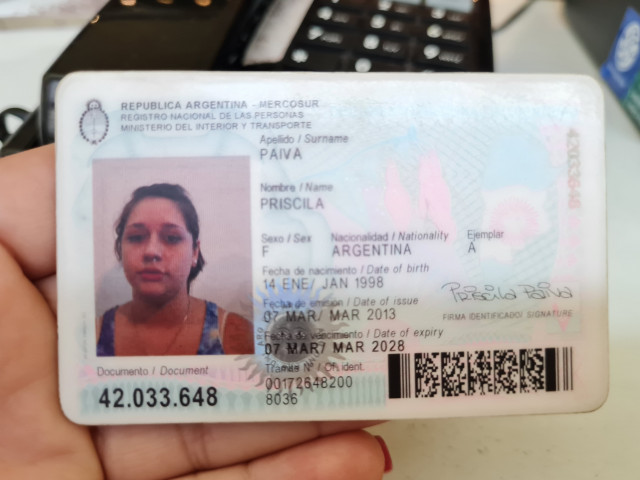 REPUBLICA ARGENTINA - MERCOSUR
REGISTRO NACIONAL DE LAS PERSONAS
MINISTERIO DEL INTERIOR Y TRANSPORTE
Apellido / Surname
PAIVA
Nombre / Name
PRISCILA
Sexo / Sex Nacionalidad / Nationality Ejemplar
F ARGENTINA A
Fecha de nacimiento / Date of birth
14 ENE/ JAN 1998
Fecha de emisión / Date of issue
07 MAR/ MAR 2013
Priscila Paiva
FIRMA IDENTIFICADO/ SIGNATURE
Fecha de vencimiento / Date of expiry
07 MAR/ MAR 2028
Documento / Document
42.033.648
Trámite Nº / Of. ident.
00172648200
8036
42033648